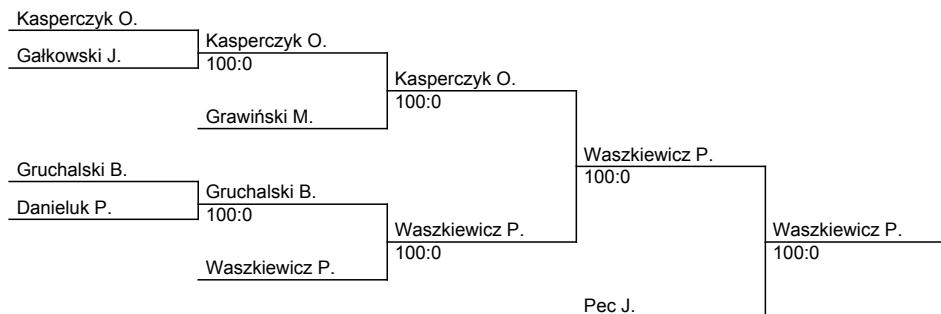 Kasperczyk O.
Gałkowski J.
Kasperczyk O.
100:0
Grawiński M.
Kasperczyk O.
100:0
Gruchalski B.
Danieluk P.
Gruchalski B.
100:0
Waszkiewicz P.
Waszkiewicz P.
100:0
Waszkiewicz P.
100:0
Pec J.
Waszkiewicz P.
100:0